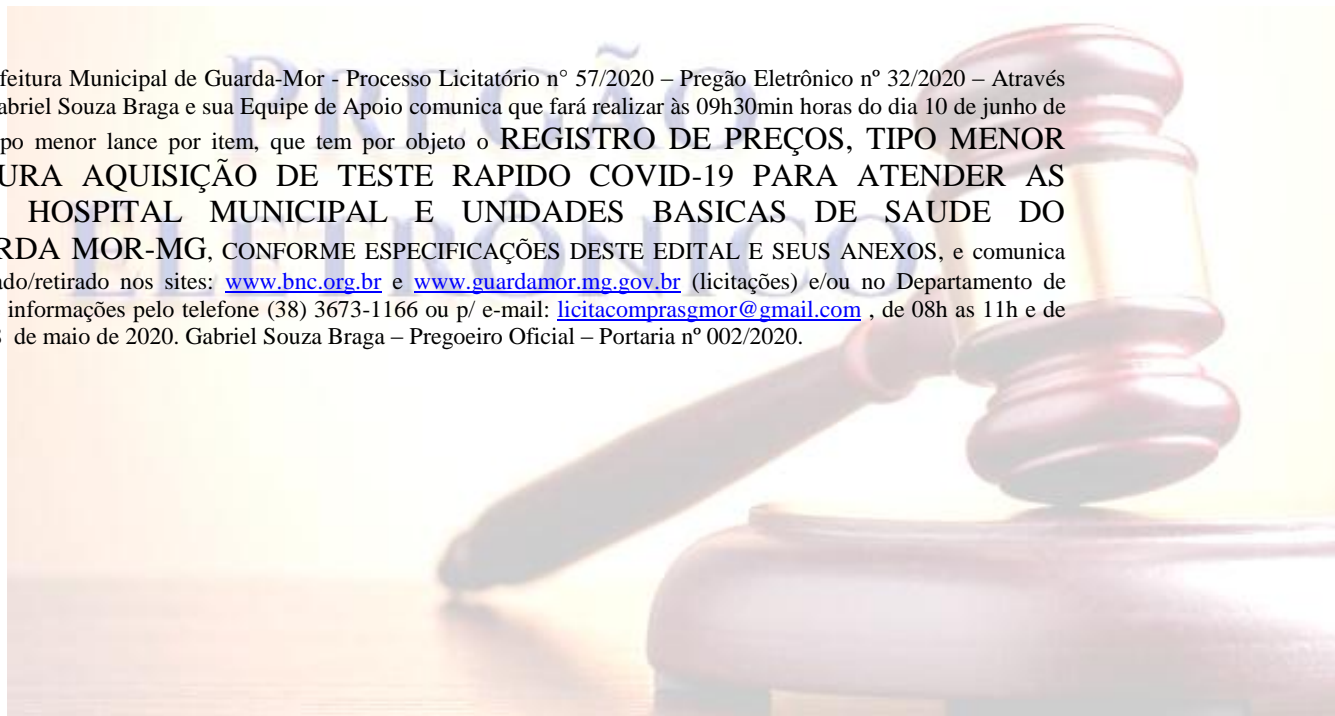 PREGÃO
ELETRÔNICO
feitura Municipal de Guarda-Mor - Processo Licitatório n° 57/2020 – Pregão Eletrônico nº 32/2020 – Através
abriel Souza Braga e sua Equipe de Apoio comunica que fará realizar às 09h30min horas do dia 10 de junho de
po menor lance por item, que tem por objeto o REGISTRO DE PREÇOS, TIPO MENOR
URA AQUISIÇÃO DE TESTE RAPIDO COVID-19 PARA ATENDER AS
HOSPITAL MUNICIPAL E UNIDADES BASICAS DE SAUDE DO
RDA MOR-MG, CONFORME ESPECIFICAÇÕES DESTE EDITAL E SEUS ANEXOS, e comunica
do/retirado nos sites: www.bnc.org.br e www.guardamor.mg.gov.br (licitações) e/ou no Departamento de
informações pelo telefone (38) 3673-1166 ou p/ e-mail: licitacomprasgmor@gmail.com , de 08h as 11h e de
de maio de 2020. Gabriel Souza Braga – Pregoeiro Oficial – Portaria nº 002/2020.